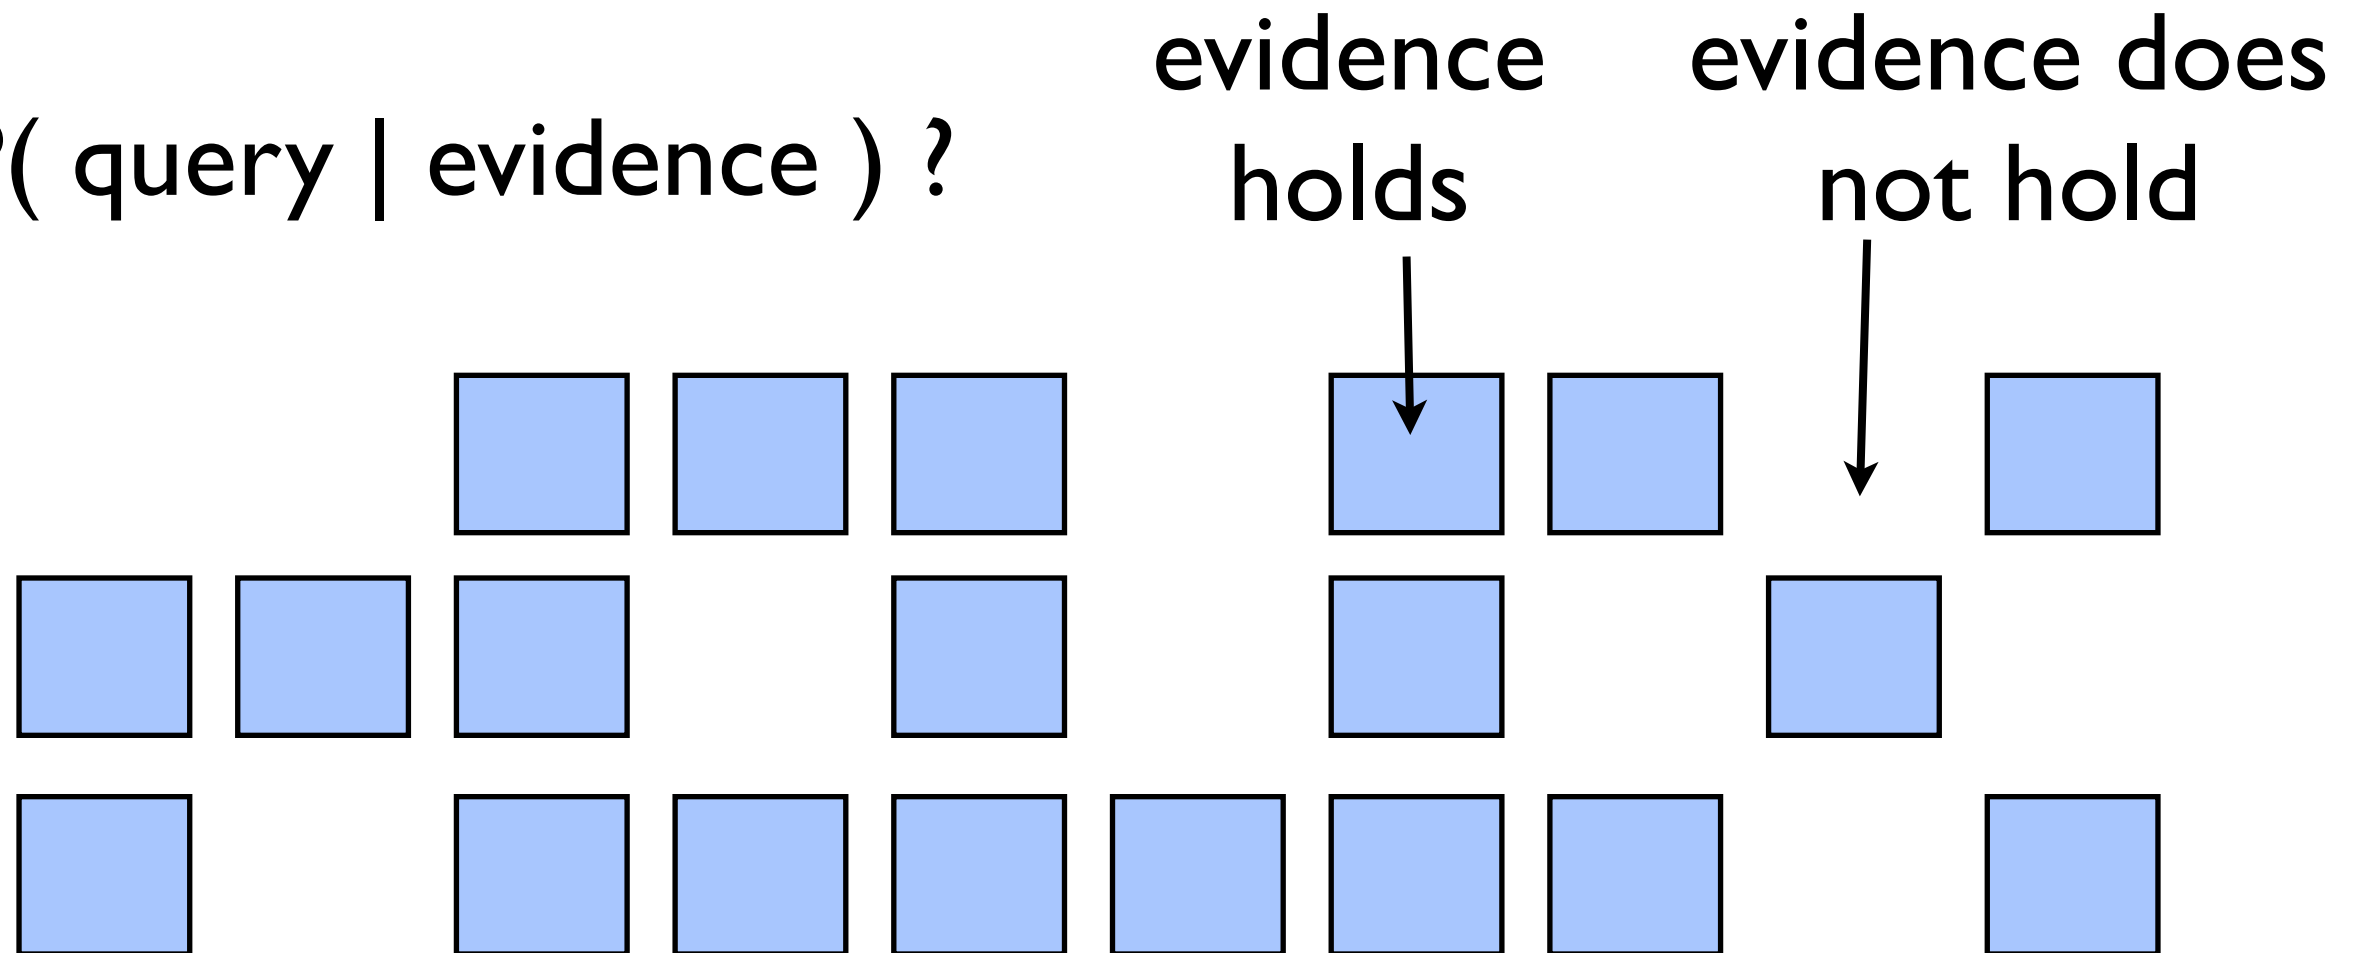 ( query | evidence ) ?
evidence
holds
evidence does
not hold